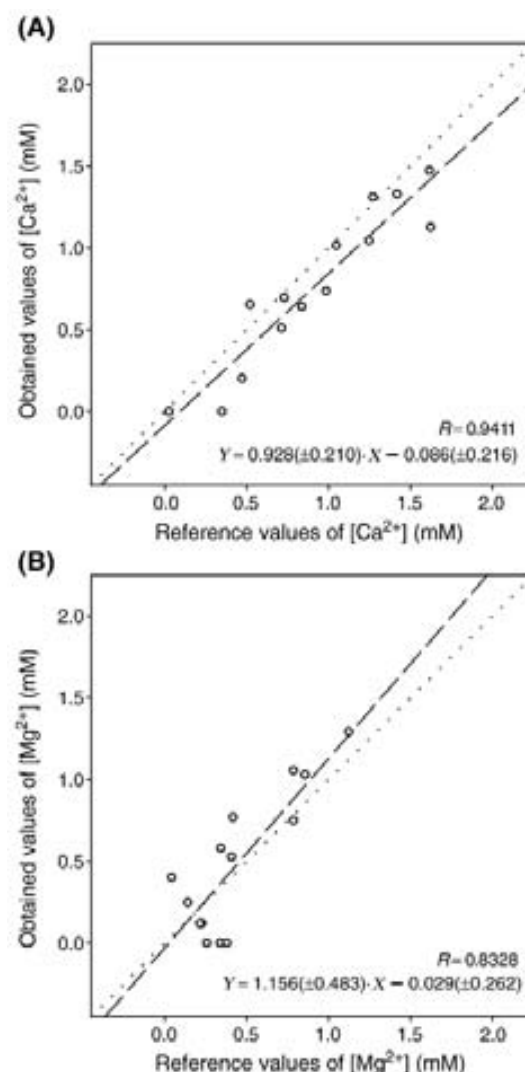 (A)
Obtained values of [Ca²⁺] (mM)
2.0
1.5
1.0
0.5
0.0
R=0.9411
Y=0.928(±0.210)·X−0.086(±0.216)
0.0 0.5 1.0 1.5 2.0
Reference values of [Ca²⁺] (mM)
(B)
Obtained values of [Mg²⁺] (mM)
2.0
1.5
1.0
0.5
0.0
R=0.8328
Y=1.156(±0.483)·X−0.029(±0.262)
0.0 0.5 1.0 1.5 2.0
Reference values of [Mg²⁺] (mM)